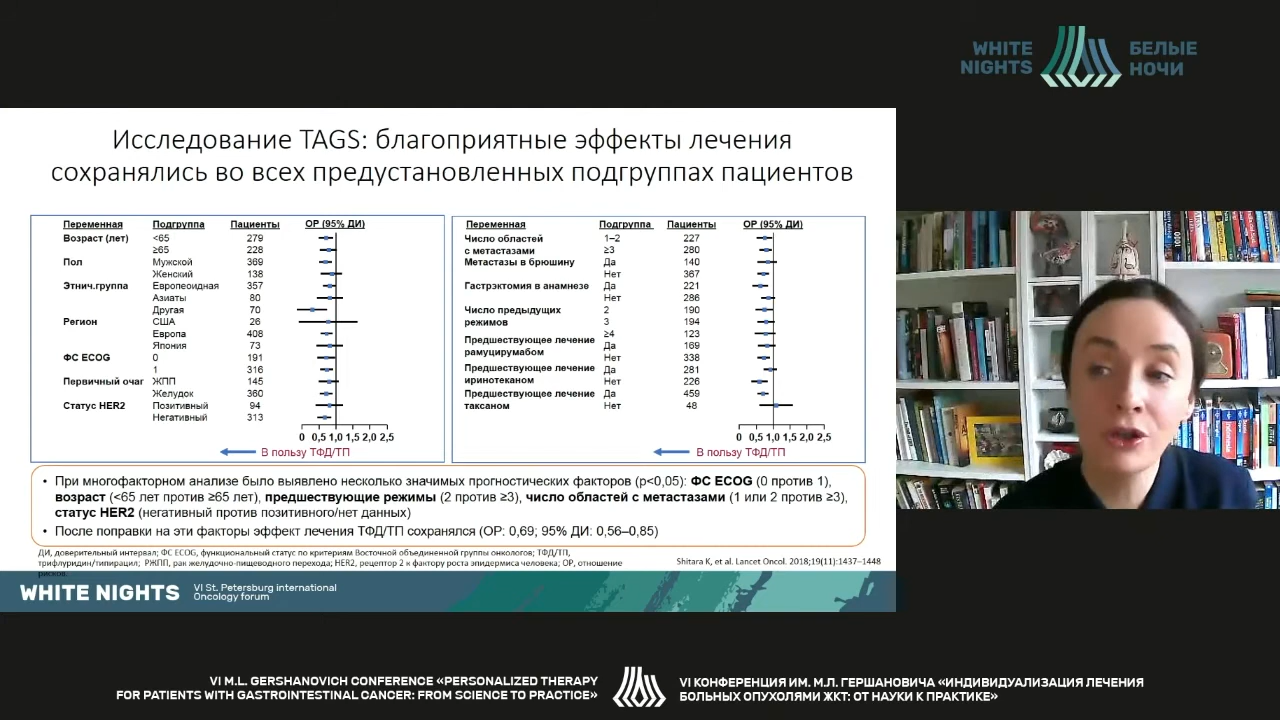 WHITE
NIGHTS
БЕЛЫЕ
НОЧИ
Исследование TAGS: благоприятные эффекты лечения
сохранялись во всех предустановленных подгруппах пациентов
Переменная Подгруппа Пациенты ОР (95% ДИ)
Возраст (лет) <65 279
≥65 228
Пол Мужской 369
Женский 138
Этнич.группа Европеоидная 357
Азиаты 80
Другая 70
Регион США 26
Европа 408
Япония 73
ФС ECOG 0 191
1 316
Первичный очаг ЖПП 145
Желудок 360
Статус HER2 Позитивный 94
Негативный 313
0 0,5 1,0 1,5 2,0 2,5
В пользу ТФД/ТП
Переменная Подгруппа Пациенты ОР (95% ДИ)
Число областей 1–2 227
с метастазами ≥3 280
Метастазы в брюшину Да 140
Нет 367
Гастрэктомия в анамнезе Да 221
Нет 286
Число предыдущих 2 190
режимов 3 194
≥4 123
Предшествующее лечение Да 169
рамуцирумабом Нет 338
Предшествующее лечение Да 281
иринотеканом Нет 226
Предшествующее лечение Да 459
таксаном Нет 48
0 0,5 1,0 1,5 2,0 2,5
В пользу ТФД/ТП
• При многофакторном анализе было выявлено несколько значимых прогностических факторов (p<0,05): ФС ECOG (0 против 1),
возраст (<65 лет против ≥65 лет), предшествующие режимы (2 против ≥3), число областей с метастазами (1 или 2 против ≥3),
статус HER2 (негативный против позитивного/нет данных)
• После поправки на эти факторы эффект лечения ТФД/ТП сохранялся (ОР: 0,69; 95% ДИ: 0,56–0,85)
ДИ, доверительный интервал; ФС ECOG, функциональный статус по критериям Восточной объединенной группы онкологов; ТФД/ТП,
трифлуридин/типирацил; РЖПП, рак желудочно-пищеводного перехода; HER2, рецептор 2 к фактору роста эпидермиса человека; ОР, отношение
рисков.
Shitara K, et al. Lancet Oncol. 2018;19(11):1437–1448
WHITE NIGHTS
VI St. Petersburg international
Oncology forum
VI M.L. GERSHANOVICH CONFERENCE «PERSONALIZED THERAPY
FOR PATIENTS WITH GASTROINTESTINAL CANCER: FROM SCIENCE TO PRACTICE»
VI КОНФЕРЕНЦИЯ ИМ. М.Л. ГЕРШАНОВИЧА «ИНДИВИДУАЛИЗАЦИЯ ЛЕЧЕНИЯ
БОЛЬНЫХ ОПУХОЛЯМИ ЖКТ: ОТ НАУКИ К ПРАКТИКЕ»